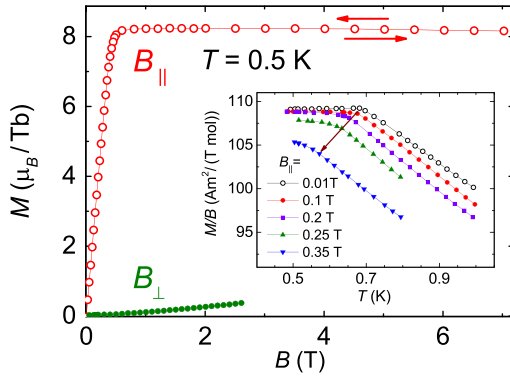 8
6
4
2
0
M (μB / Tb)
B∥
T = 0.5 K
B⊥
0
2
4
6
B (T)
110
105
100
95
M/B (Am²/(T mol))
B∥=
0.01T
0.1 T
0.2 T
0.25 T
0.35 T
0.5
0.7
0.9
T (K)